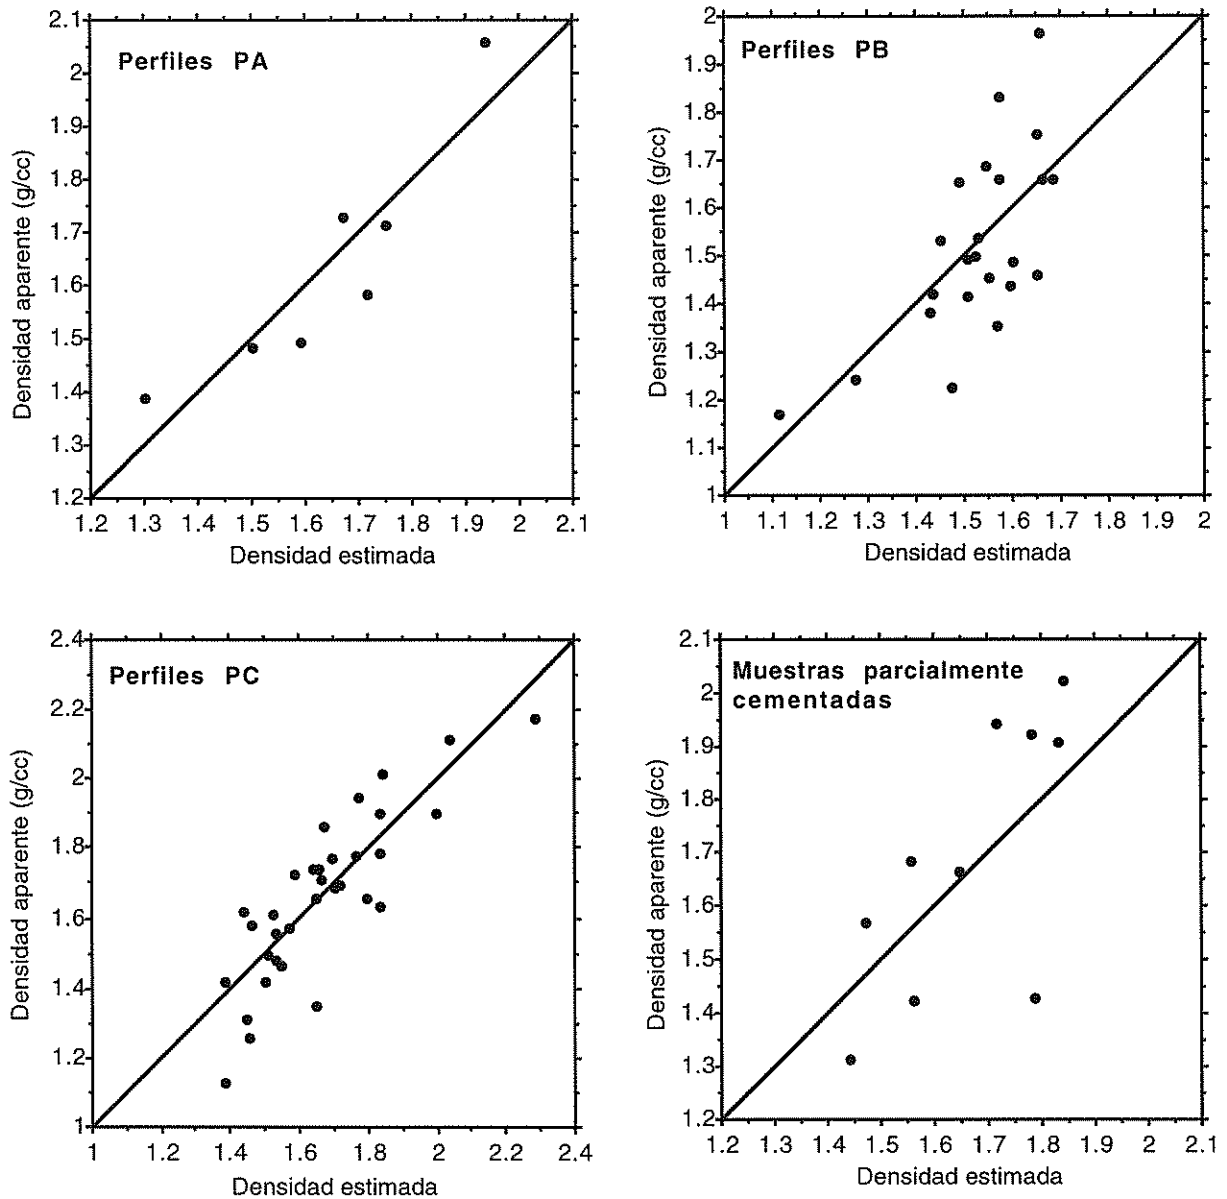 Perfiles PA
Densidad aparente (g/cc)
2.1
2
1.9
1.8
1.7
1.6
1.5
1.4
1.3
1.2
1.2 1.3 1.4 1.5 1.6 1.7 1.8 1.9 2 2.1
Densidad estimada
Perfiles PB
Densidad aparente (g/cc)
2
1.9
1.8
1.7
1.6
1.5
1.4
1.3
1.2
1.1
1
1 1.1 1.2 1.3 1.4 1.5 1.6 1.7 1.8 1.9 2
Densidad estimada
Perfiles PC
Densidad aparente (g/cc)
2.4
2.2
2
1.8
1.6
1.4
1.2
1
1 1.2 1.4 1.6 1.8 2 2.2 2.4
Densidad estimada
Muestras parcialmente
cementadas
Densidad aparente (g/cc)
2.1
2
1.9
1.8
1.7
1.6
1.5
1.4
1.3
1.2
1.2 1.3 1.4 1.5 1.6 1.7 1.8 1.9 2 2.1
Densidad estimada